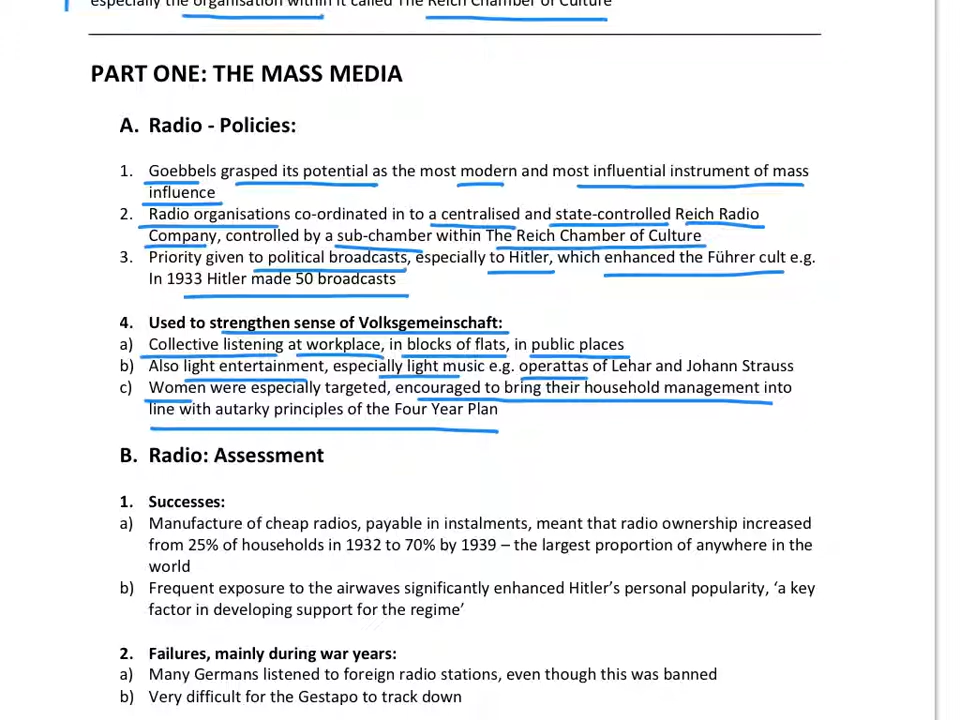 especially the organisation within it called The Reich Chamber of Culture
PART ONE: THE MASS MEDIA
A. Radio - Policies:
1. Goebbels grasped its potential as the most modern and most influential instrument of mass
influence
2. Radio organisations co-ordinated in to a centralised and state-controlled Reich Radio
Company, controlled by a sub-chamber within The Reich Chamber of Culture
3. Priority given to political broadcasts, especially to Hitler, which enhanced the Führer cult e.g.
In 1933 Hitler made 50 broadcasts
4. Used to strengthen sense of Volksgemeinschaft:
a) Collective listening at workplace, in blocks of flats, in public places
b) Also light entertainment, especially light music e.g. operattas of Lehar and Johann Strauss
c) Women were especially targeted, encouraged to bring their household management into
line with autarky principles of the Four Year Plan
B. Radio: Assessment
1. Successes:
a) Manufacture of cheap radios, payable in instalments, meant that radio ownership increased
from 25% of households in 1932 to 70% by 1939 – the largest proportion of anywhere in the
world
b) Frequent exposure to the airwaves significantly enhanced Hitler's personal popularity, 'a key
factor in developing support for the regime'
2. Failures, mainly during war years:
a) Many Germans listened to foreign radio stations, even though this was banned
b) Very difficult for the Gestapo to track down